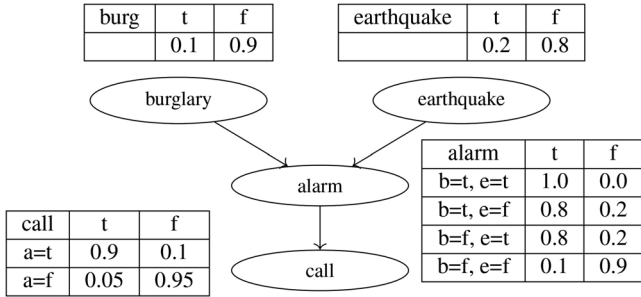 burg t f
0.1 0.9
earthquake t f
0.2 0.8
burglary
earthquake
alarm
alarm t f
b=t, e=t 1.0 0.0
b=t, e=f 0.8 0.2
b=f, e=t 0.8 0.2
b=f, e=f 0.1 0.9
call t f
a=t 0.9 0.1
a=f 0.05 0.95
call